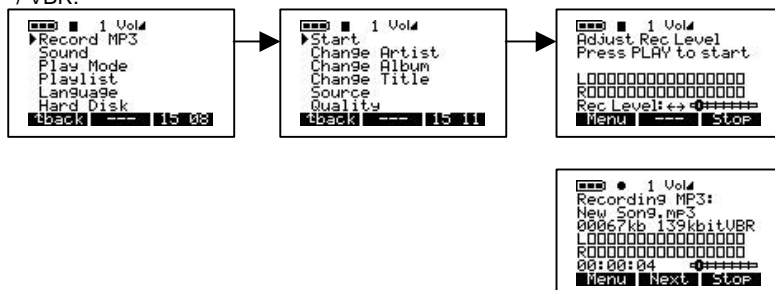 / VBR.
1 Vol
Record MP3
Sound
Play Mode
Playlist
Language
Hard Disk
back --- 15 08
1 Vol
Start
Change Artist
Change Album
Change Title
Source
Quality
back --- 15 11
1 Vol
Adjust Rec Level
Press PLAY to start
L
R
Rec Level:↔
Menu --- Stop
1 Vol
Recording MP3:
New Song.mp3
00067kb 139kbitVBR
L
R
00:00:04
Menu Next Stop